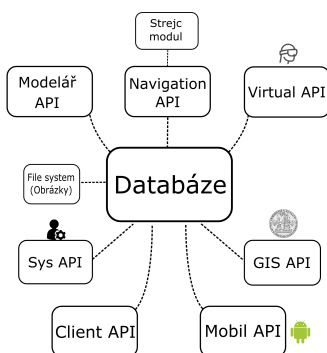 Strejc
modul
Modelář
API
Navigation
API
Virtual API
File system
(Obrázky)
Databáze
Sys API
GIS API
Client API
Mobil API